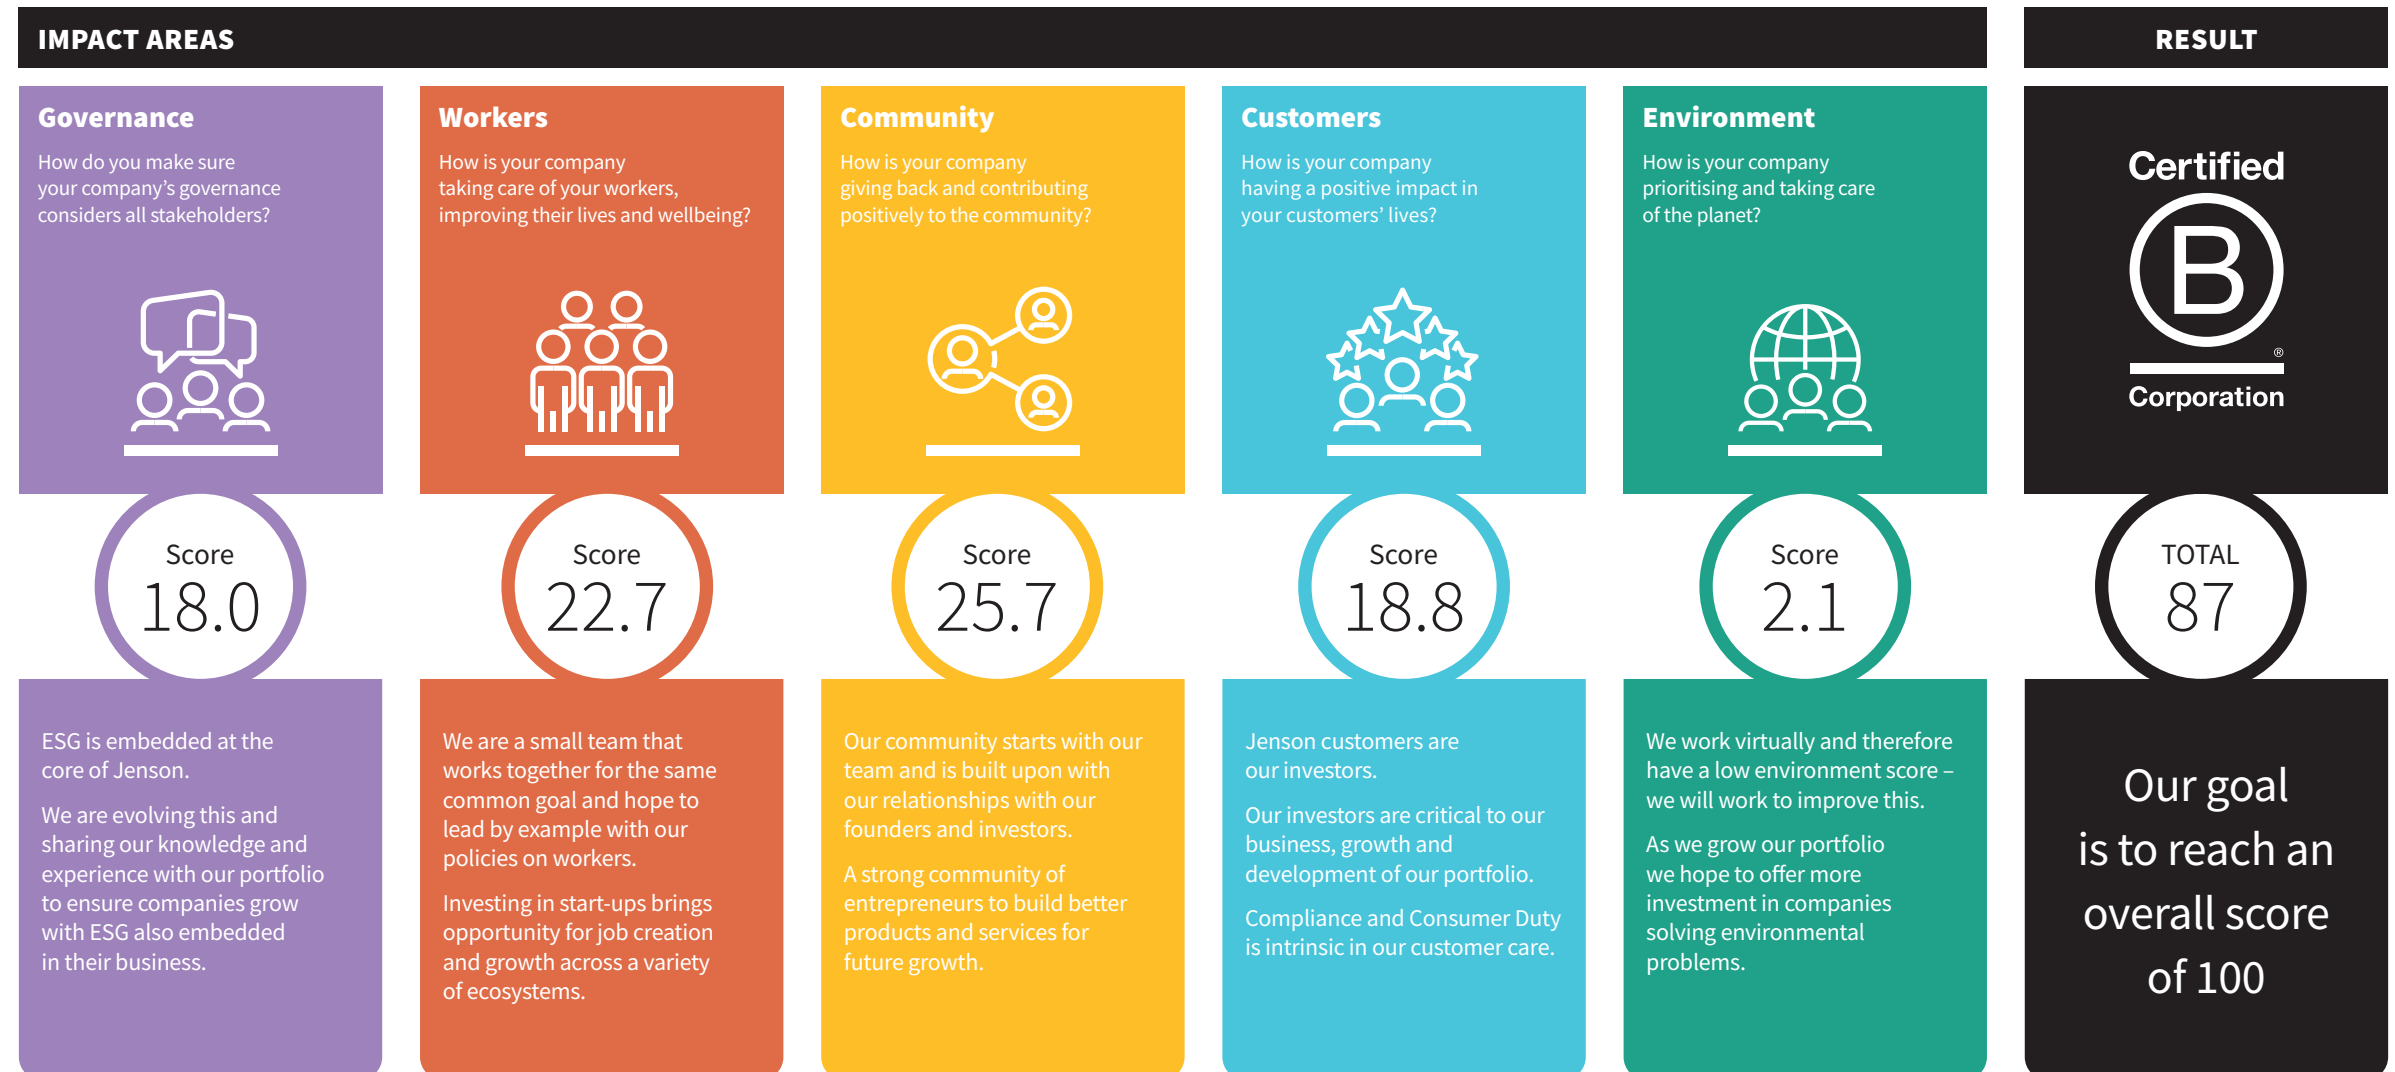 IMPACT AREAS
RESULT
Governance
How do you make sure
your company’s governance
considers all stakeholders?
Score
18.0
ESG is embedded at the
core of Jenson.
We are evolving this and
sharing our knowledge and
experience with our portfolio
to ensure companies grow
with ESG also embedded
in their business.
Workers
How is your company
taking care of your workers,
improving their lives and wellbeing?
Score
22.7
We are a small team that
works together for the same
common goal and hope to
lead by example with our
policies on workers.
Investing in start-ups brings
opportunity for job creation
and growth across a variety
of ecosystems.
Community
How is your company
giving back and contributing
positively to the community?
Score
25.7
Our community starts with our
team and is built upon with
our relationships with our
founders and investors.
A strong community of
entrepreneurs to build better
products and services for
future growth.
Customers
How is your company
having a positive impact in
your customers’ lives?
Score
18.8
Jenson customers are
our investors.
Our investors are critical to our
business, growth and
development of our portfolio.
Compliance and Consumer Duty
is intrinsic in our customer care.
Environment
How is your company
prioritising and taking care
of the planet?
Score
2.1
We work virtually and therefore
have a low environment score –
we will work to improve this.
As we grow our portfolio
we hope to offer more
investment in companies
solving environmental
problems.
Certified
B
®
Corporation
TOTAL
87
Our goal
is to reach an
overall score
of 100